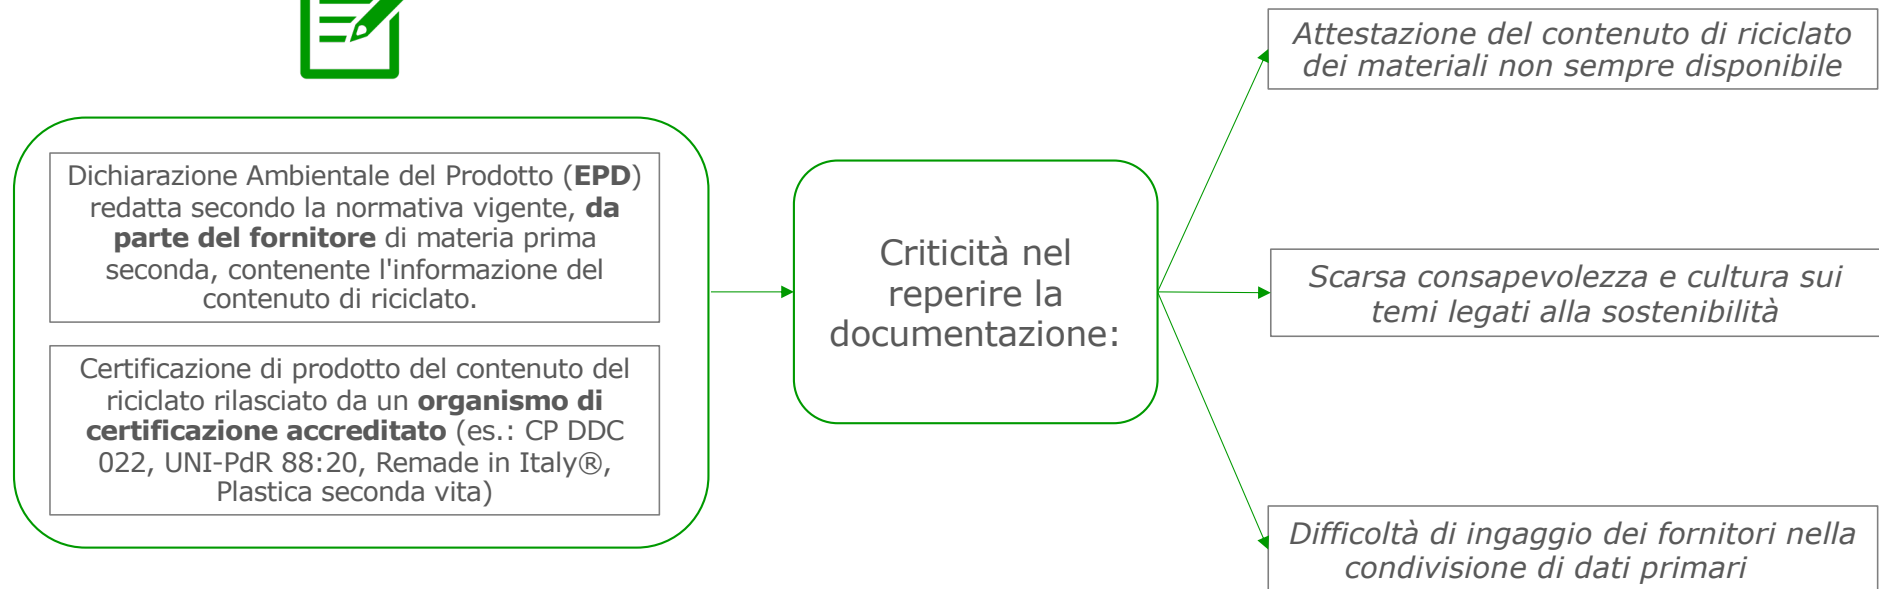 Dichiarazione Ambientale del Prodotto (EPD)
redatta secondo la normativa vigente, da
parte del fornitore di materia prima
seconda, contenente l'informazione del
contenuto di riciclato.
Certificazione di prodotto del contenuto del
riciclato rilasciato da un organismo di
certificazione accreditato (es.: CP DDC
022, UNI-PdR 88:20, Remade in Italy®,
Plastica seconda vita)
Criticità nel
reperire la
documentazione:
Attestazione del contenuto di riciclato
dei materiali non sempre disponibile
Scarsa consapevolezza e cultura sui
temi legati alla sostenibilità
Difficoltà di ingaggio dei fornitori nella
condivisione di dati primari